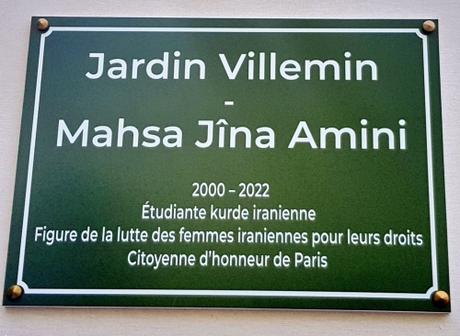 Jardin Villemin
-
Mahsa Jîna Amini
2000 – 2022
Étudiante kurde iranienne
Figure de la lutte des femmes iraniennes pour leurs droits
Citoyenne d'honneur de Paris